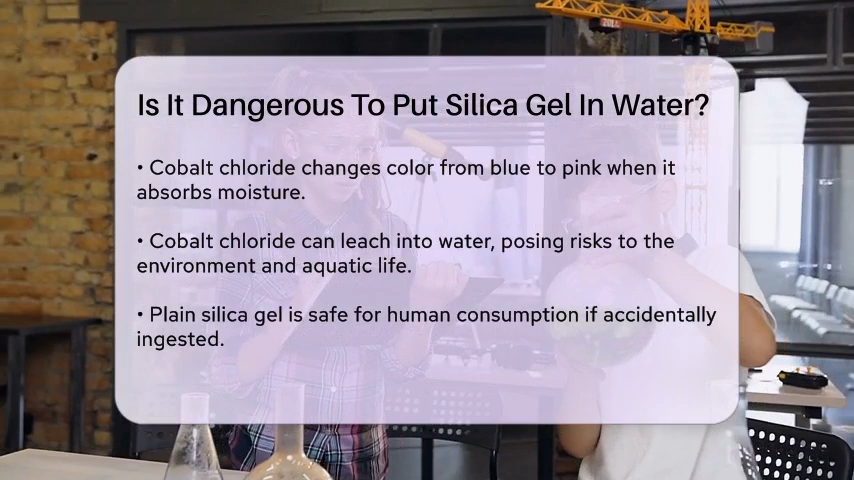 Is It Dangerous To Put Silica Gel In Water?
• Cobalt chloride changes color from blue to pink when it
absorbs moisture.
• Cobalt chloride can leach into water, posing risks to the
environment and aquatic life.
• Plain silica gel is safe for human consumption if accidentally
ingested.